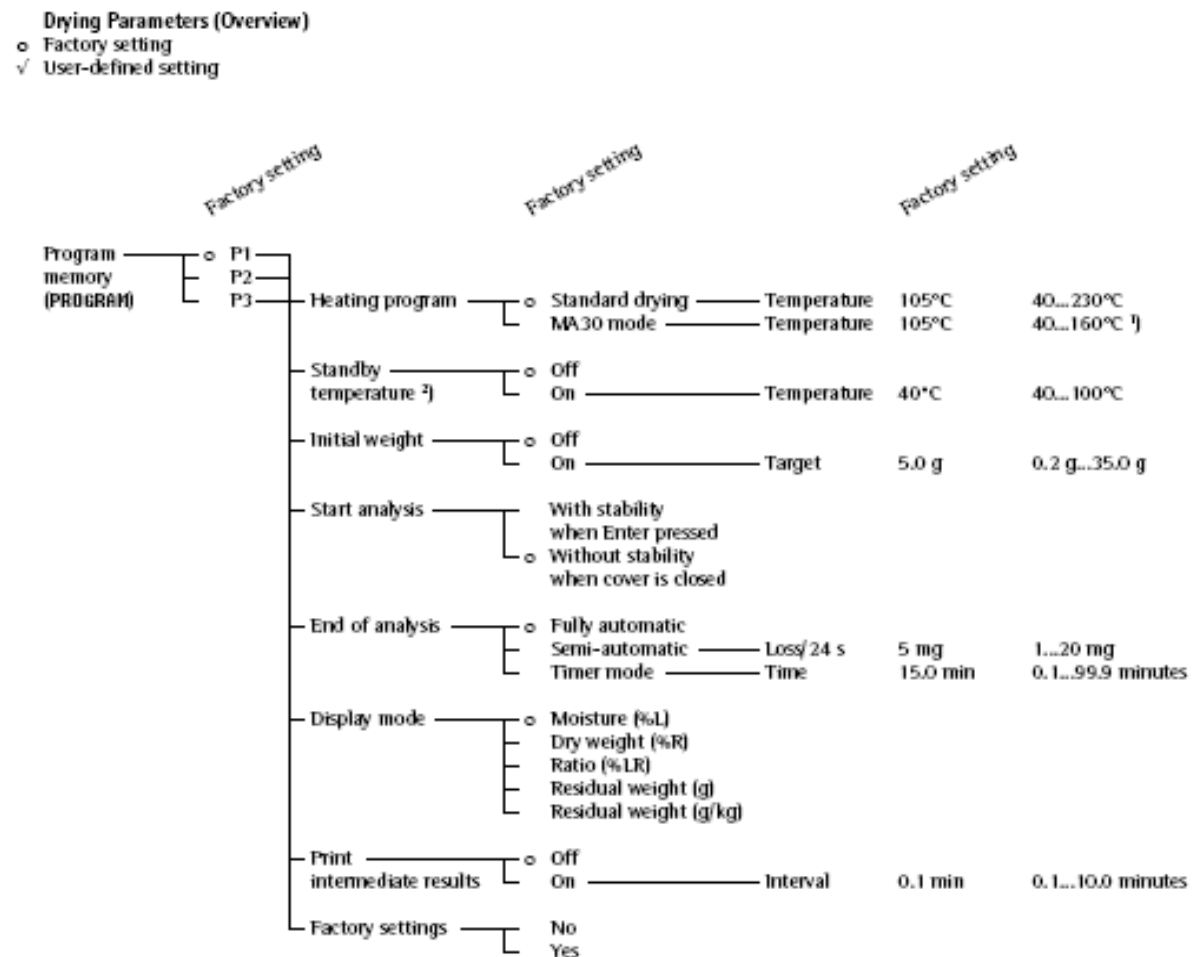 Drying Parameters (Overview)
o Factory setting
√ User-defined setting
Factory setting Factory setting Factory setting
Program o P1
memory P2
(PROGRAM) P3 Heating program o Standard drying Temperature 105°C 40...230°C
MA30 mode Temperature 105°C 40...160°C ¹)
Standby o Off
temperature ²) On Temperature 40°C 40...100°C
Initial weight o Off
On Target 5.0 g 0.2 g...35.0 g
Start analysis With stability
when Enter pressed
o Without stability
when cover is closed
End of analysis o Fully automatic
Semi-automatic Loss/24 s 5 mg 1...20 mg
Timer mode Time 15.0 min 0.1...99.9 minutes
Display mode o Moisture (%L)
Dry weight (%R)
Ratio (%LR)
Residual weight (g)
Residual weight (g/kg)
Print o Off
intermediate results On Interval 0.1 min 0.1...10.0 minutes
Factory settings No
Yes